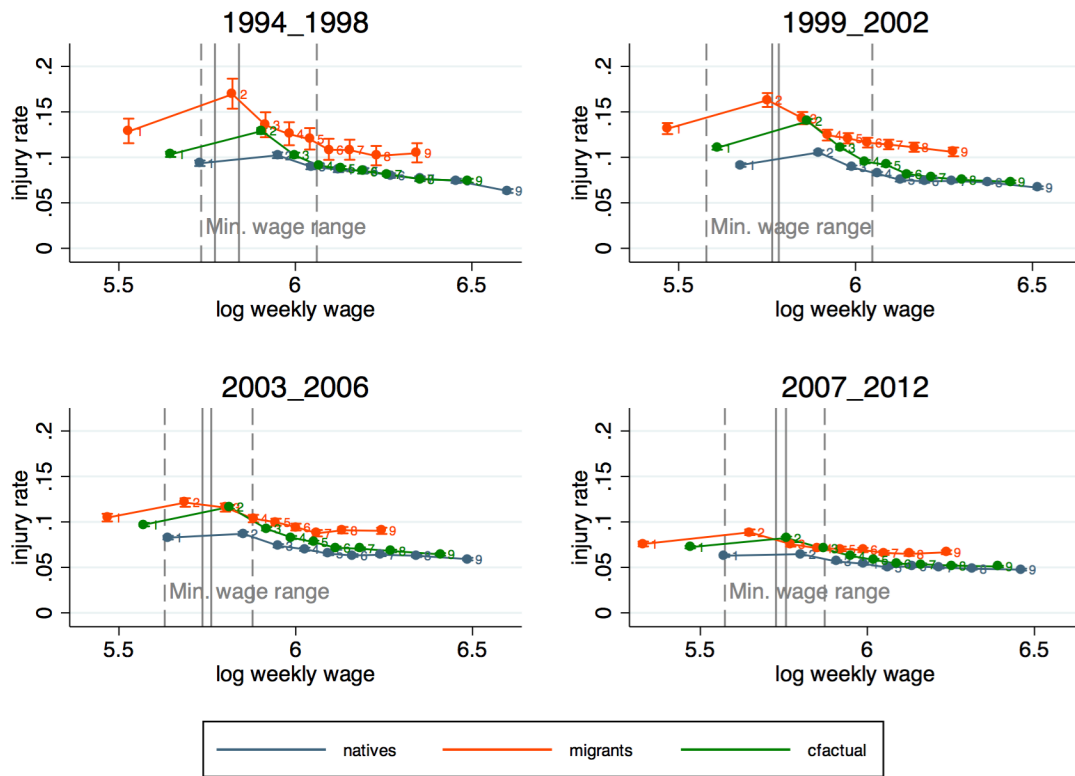 1994_1998
injury rate
0 .05 .1 .15 .2
1 2 3 4 5 6 7 8 9
Min. wage range
5.5 6 6.5
log weekly wage
1999_2002
injury rate
0 .05 .1 .15 .2
1 2 3 4 5 6 7 8 9
Min. wage range
5.5 6 6.5
log weekly wage
2003_2006
injury rate
0 .05 .1 .15 .2
1 2 3 4 5 6 7 8 9
Min. wage range
5.5 6 6.5
log weekly wage
2007_2012
injury rate
0 .05 .1 .15 .2
1 2 3 4 5 6 7 8 9
Min. wage range
5.5 6 6.5
log weekly wage
natives migrants cfactual